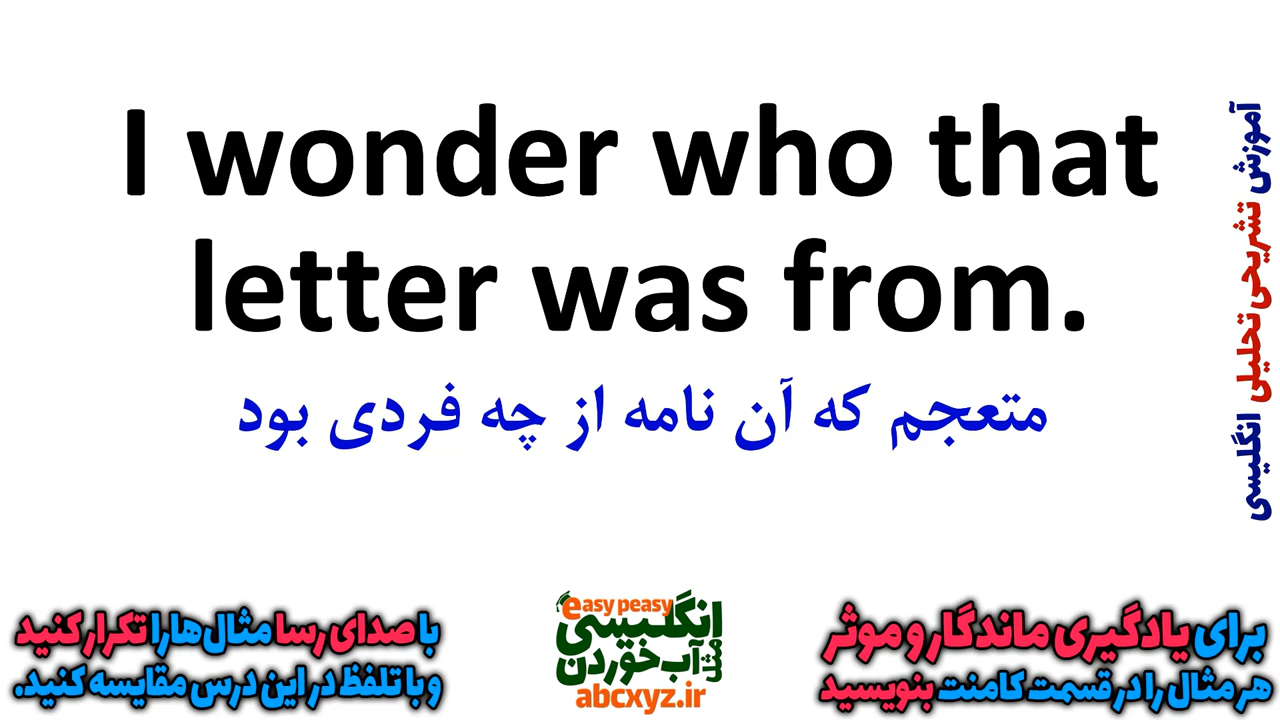 I wonder who that
letter was from.
متعجم که آن نامه از چه فردی بود
آموزش تشریحی تحلیلی انگلیسی
برای یادگیری ماندگار و موثر
هر مثال را در قسمت کامنت بنویسید
easy peasy
انگلیسی
مثل
آب خوردن
abcxyz.ir
با صدای رسا مثال‌ها را تکرار کنید
و با تلفظ در این درس مقایسه کنید.